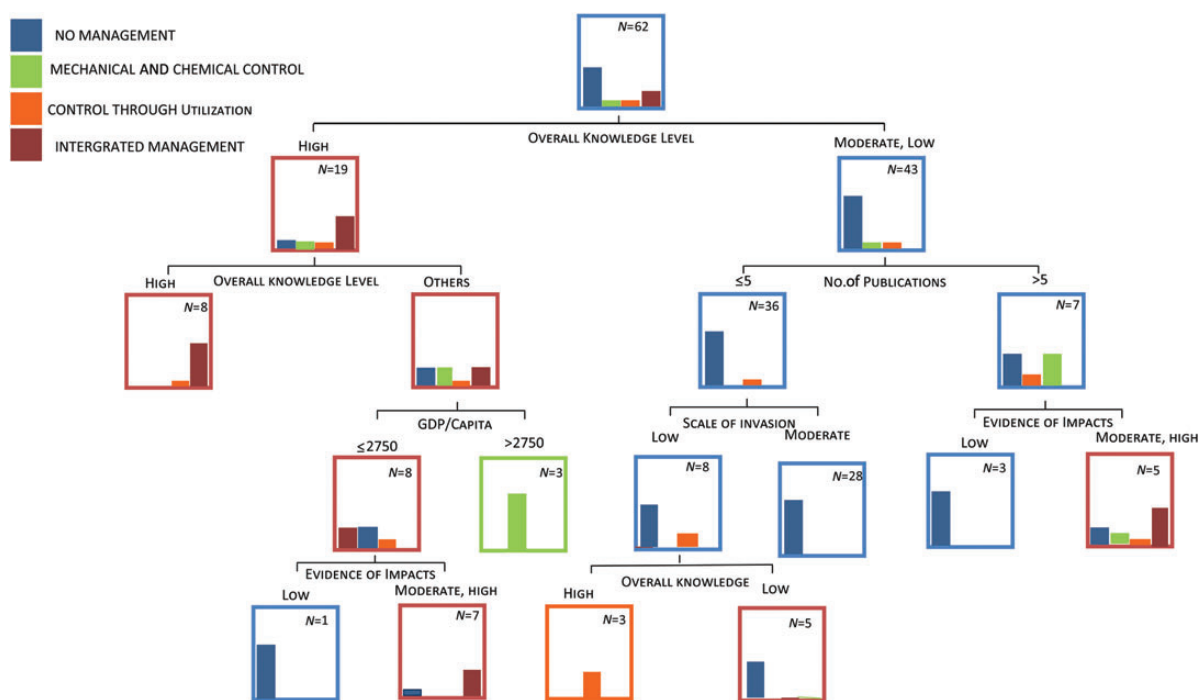 NO MANAGEMENT
MECHANICAL AND CHEMICAL CONTROL
CONTROL THROUGH UTILIZATION
INTERGRATED MANAGEMENT
N=62
OVERALL KNOWLEDGE LEVEL
HIGH
MODERATE, LOW
N=19
N=43
HIGH
OVERALL KNOWLEDGE LEVEL
OTHERS
≤5
NO.OF PUBLICATIONS
>5
N=8
N=36
N=7
GDP/CAPITA
SCALE OF INVASION
EVIDENCE OF IMPACTS
≤2750
>2750
LOW
MODERATE
LOW
MODERATE, HIGH
N=8
N=3
N=8
N=28
N=3
N=5
EVIDENCE OF IMPACTS
OVERALL KNOWLEDGE
LOW
MODERATE, HIGH
HIGH
LOW
N=1
N=7
N=3
N=5